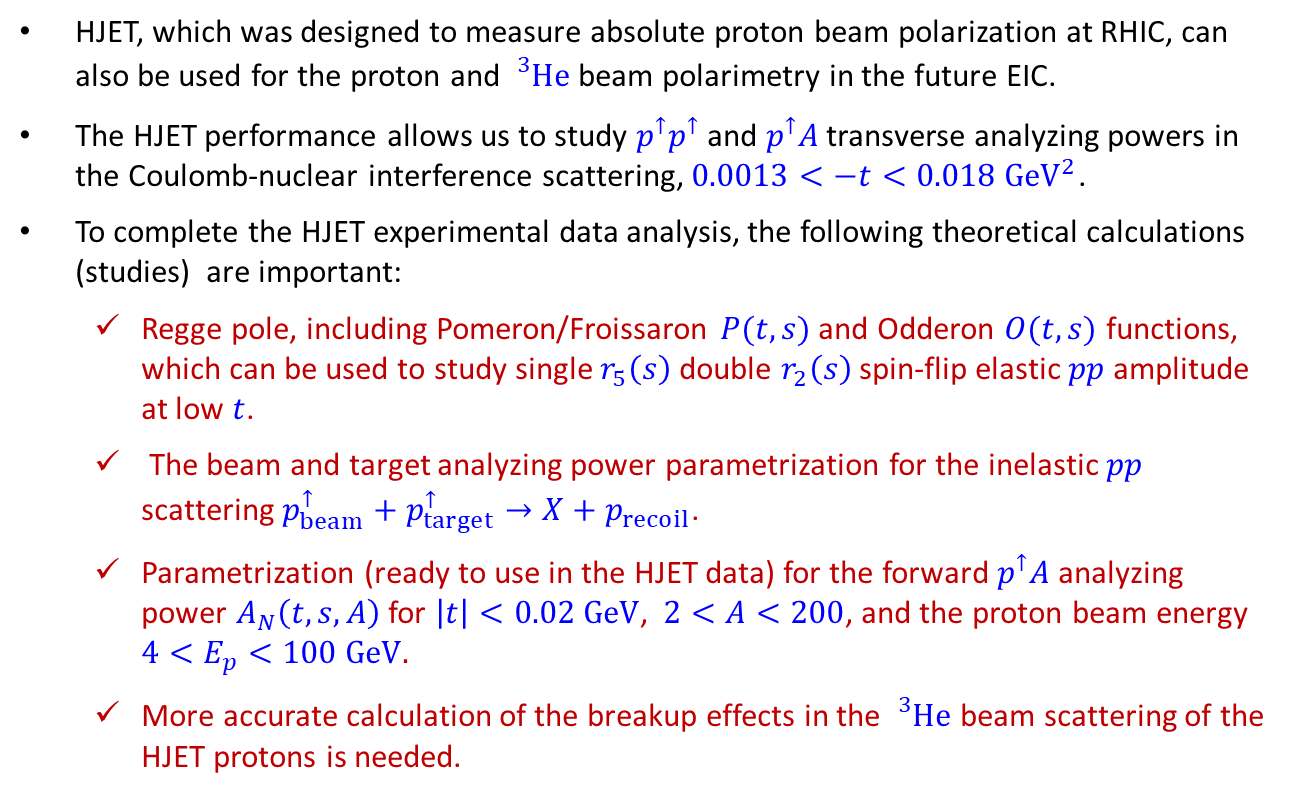 • HJET, which was designed to measure absolute proton beam polarization at RHIC, can
also be used for the proton and ³He beam polarimetry in the future EIC.
• The HJET performance allows us to study p↑p↑ and p↑A transverse analyzing powers in
the Coulomb-nuclear interference scattering, 0.0013 < −t < 0.018 GeV².
• To complete the HJET experimental data analysis, the following theoretical calculations
(studies) are important:
✓ Regge pole, including Pomeron/Froissaron P(t,s) and Odderon O(t,s) functions,
which can be used to study single r₅(s) double r₂(s) spin-flip elastic pp amplitude
at low t.
✓ The beam and target analyzing power parametrization for the inelastic pp
scattering p↑_beam + p↑_target → X + p_recoil.
✓ Parametrization (ready to use in the HJET data) for the forward p↑A analyzing
power A_N(t,s,A) for |t| < 0.02 GeV, 2 < A < 200, and the proton beam energy
4 < E_p < 100 GeV.
✓ More accurate calculation of the breakup effects in the ³He beam scattering of the
HJET protons is needed.